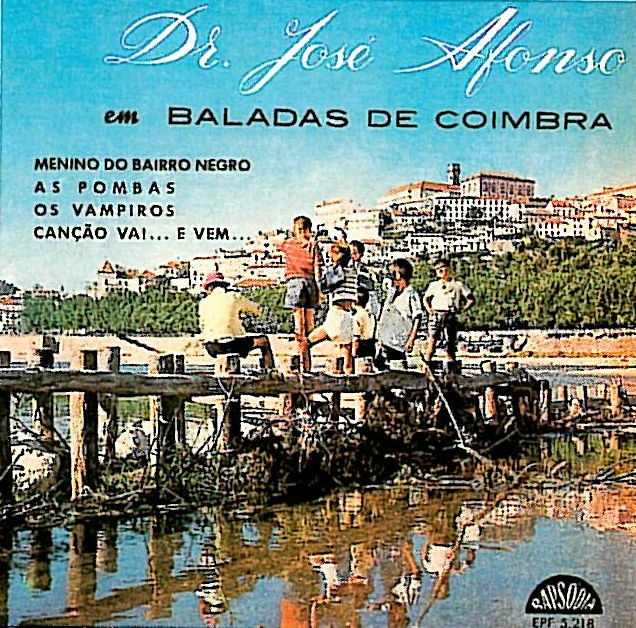 Dr. José Afonso
em BALADAS DE COIMBRA
MENINO DO BAIRRO NEGRO
AS POMBAS
OS VAMPIROS
CANÇÃO VAI... E VEM...
RAPSÓDIA
EPF 5.218